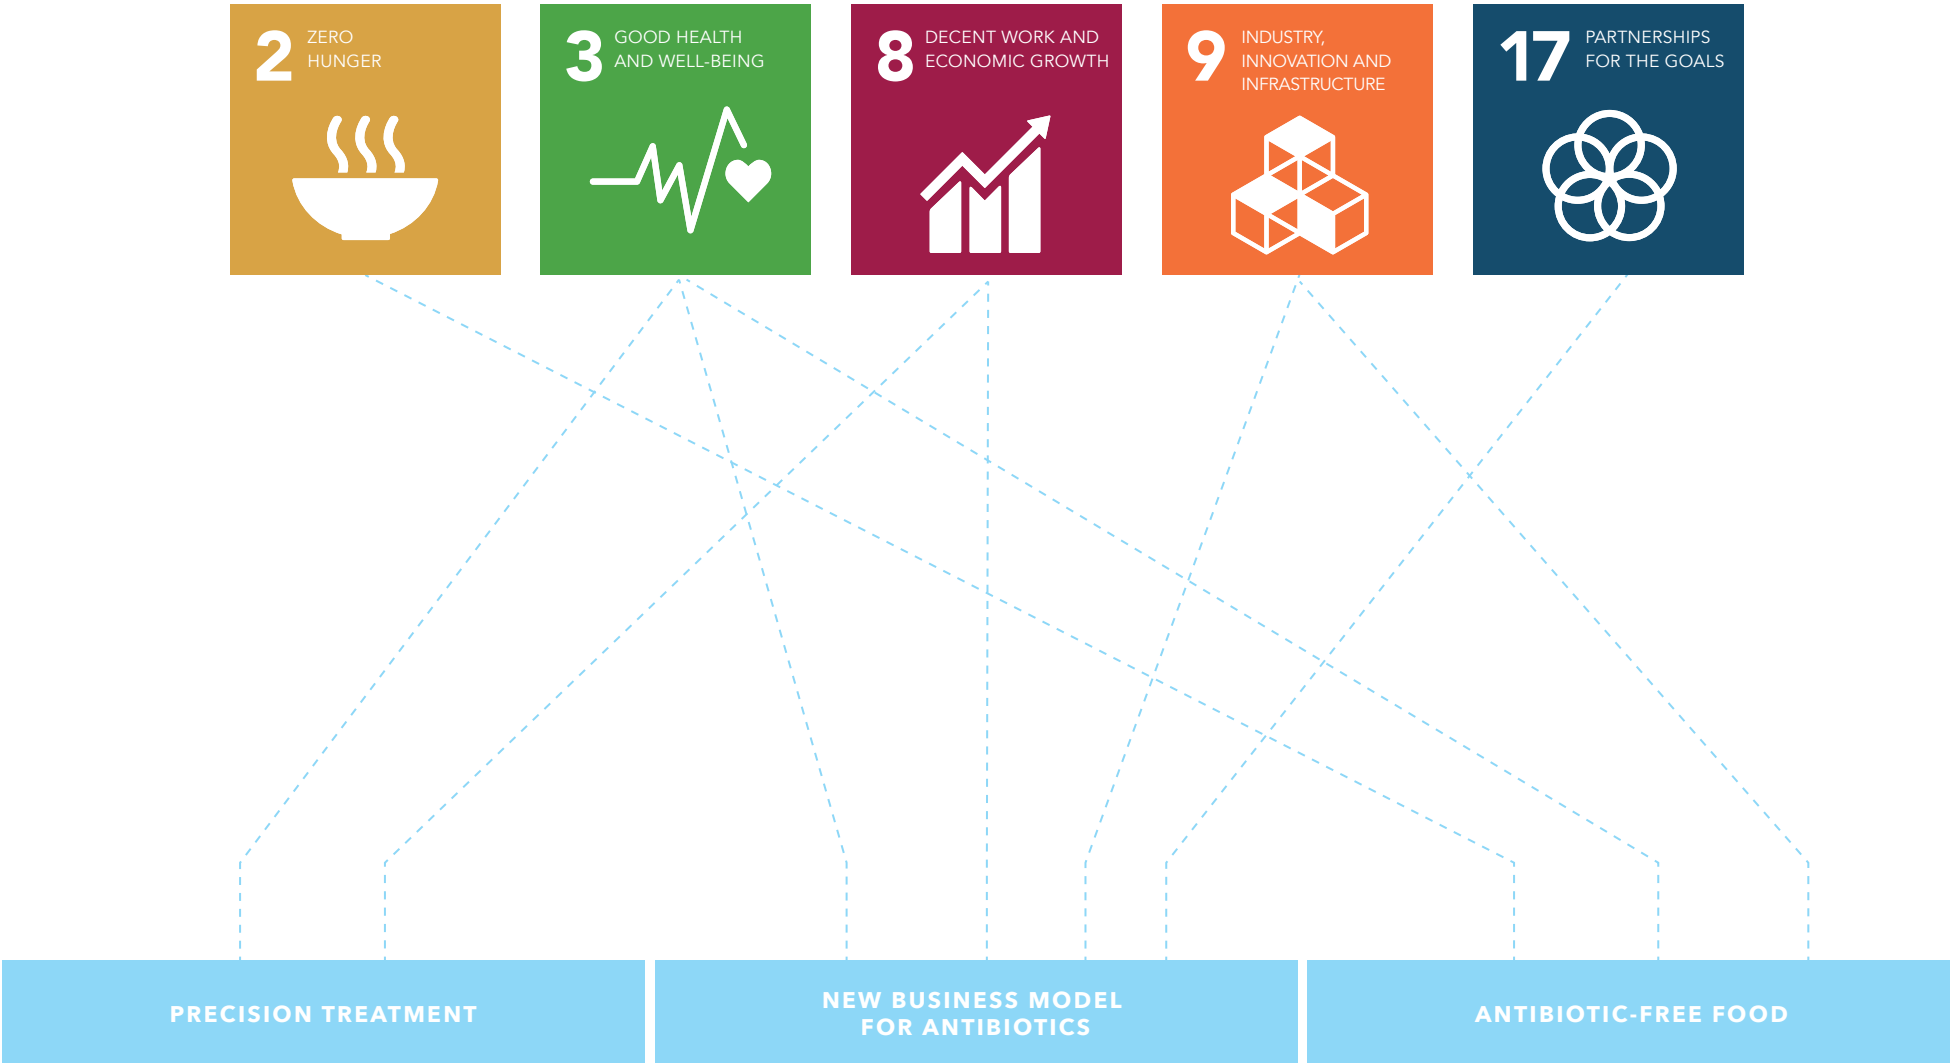 2
ZERO
HUNGER
3
GOOD HEALTH
AND WELL-BEING
8
DECENT WORK AND
ECONOMIC GROWTH
9
INDUSTRY,
INNOVATION AND
INFRASTRUCTURE
17
PARTNERSHIPS
FOR THE GOALS
PRECISION TREATMENT
NEW BUSINESS MODEL
FOR ANTIBIOTICS
ANTIBIOTIC-FREE FOOD